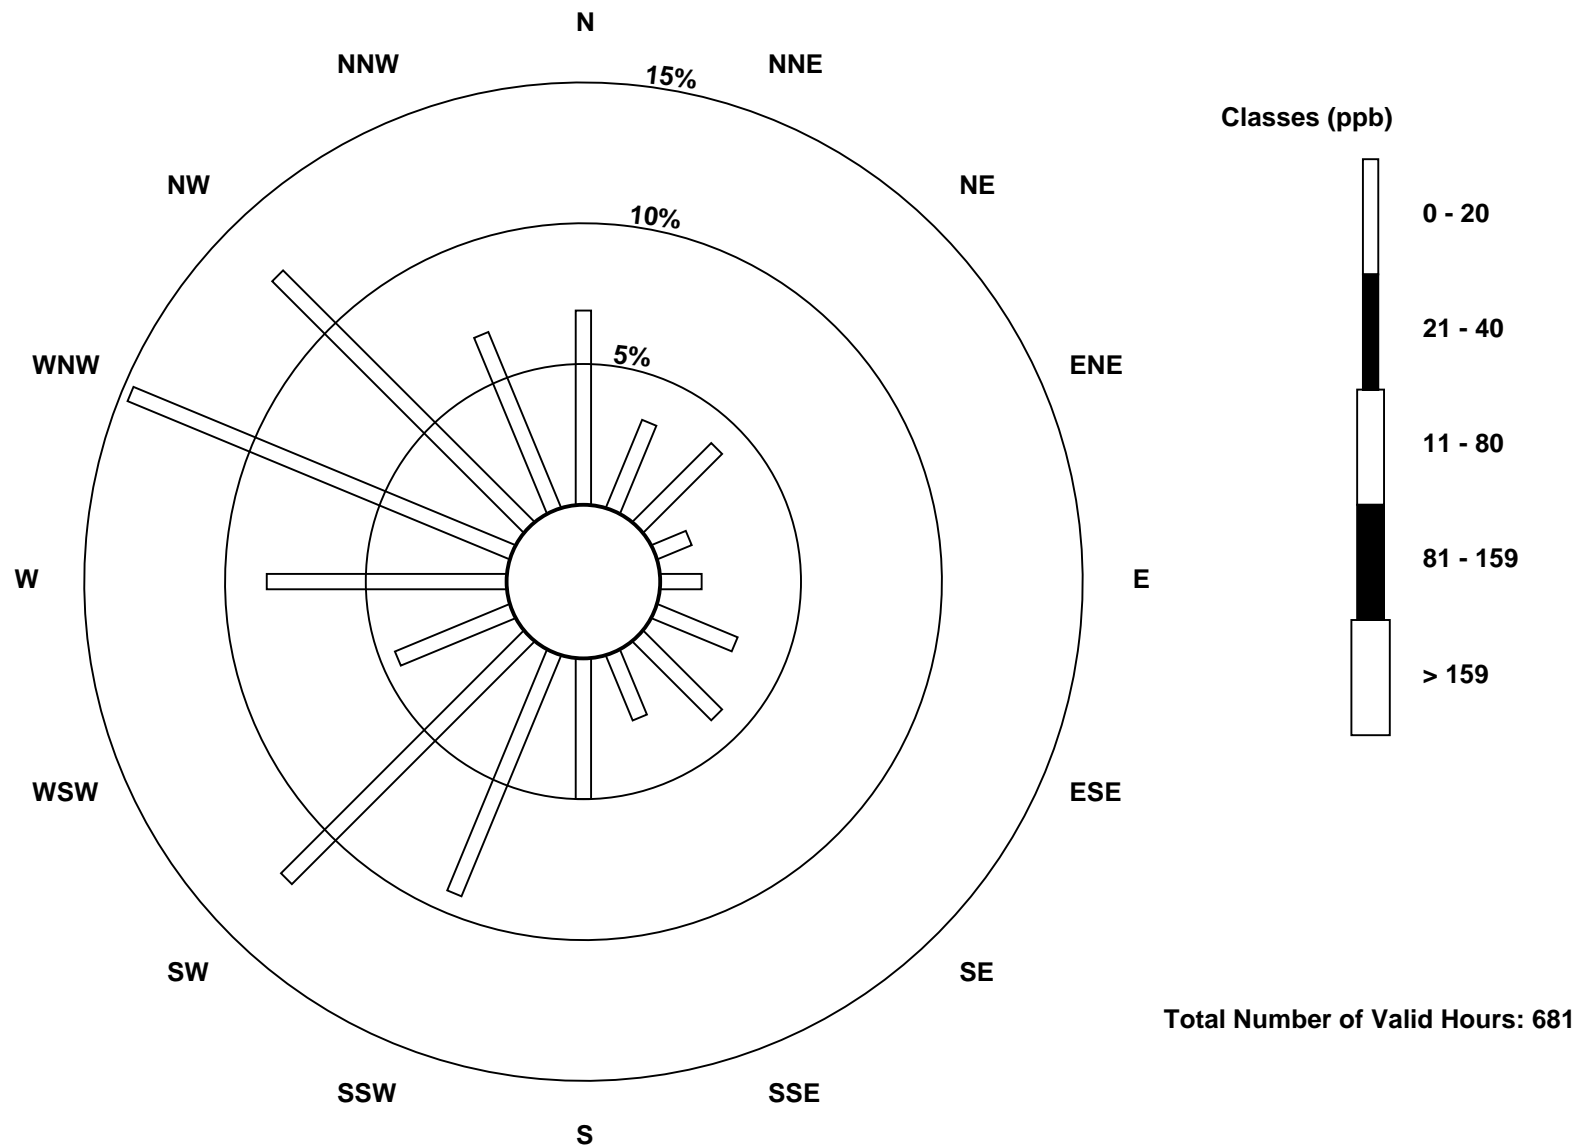 N
NNW
NNE
15%
Classes (ppb)
NW
NE
0 - 20
10%
21 - 40
5%
WNW
ENE
11 - 80
81 - 159
W
E
> 159
WSW
ESE
SW
SE
Total Number of Valid Hours: 681
SSW
SSE
S